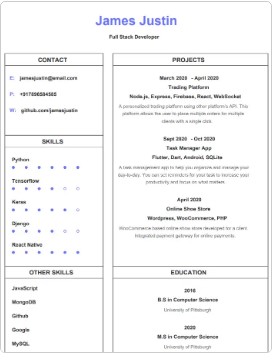 James Justin
Full Stack Developer
CONTACT
E: jamesjustin@email.com
P: +917896584585
W: github.com/jamesjustin
SKILLS
Python
Tensorflow
Keras
Django
React Native
OTHER SKILLS
JavaScript
MongoDB
Github
Google
MySQL
PROJECTS
March 2020 - April 2020
Trading Platform
Node.js, Express, Firebase, React, WebSocket
A personalized trading platform using other platform's API. This
platform allows the user to place multiple orders for multiple
clients with a single click.
Sept 2020 - Oct 2020
Task Manager App
Flutter, Dart, Android, SQLite
A task management app to help you organize and manage your
day-to-day. You can set reminders for your task to increase your
productivity and focus on what matters.
April 2020
Online Shoe Store
Wordpress, WooCommerce, PHP
WooCommerce based online shoe store developed for a client.
Integrated payment gateway for online payments.
EDUCATION
2016
B.S in Computer Science
University of Pittsburgh
2020
M.S in Computer Science
University of Pittsburgh